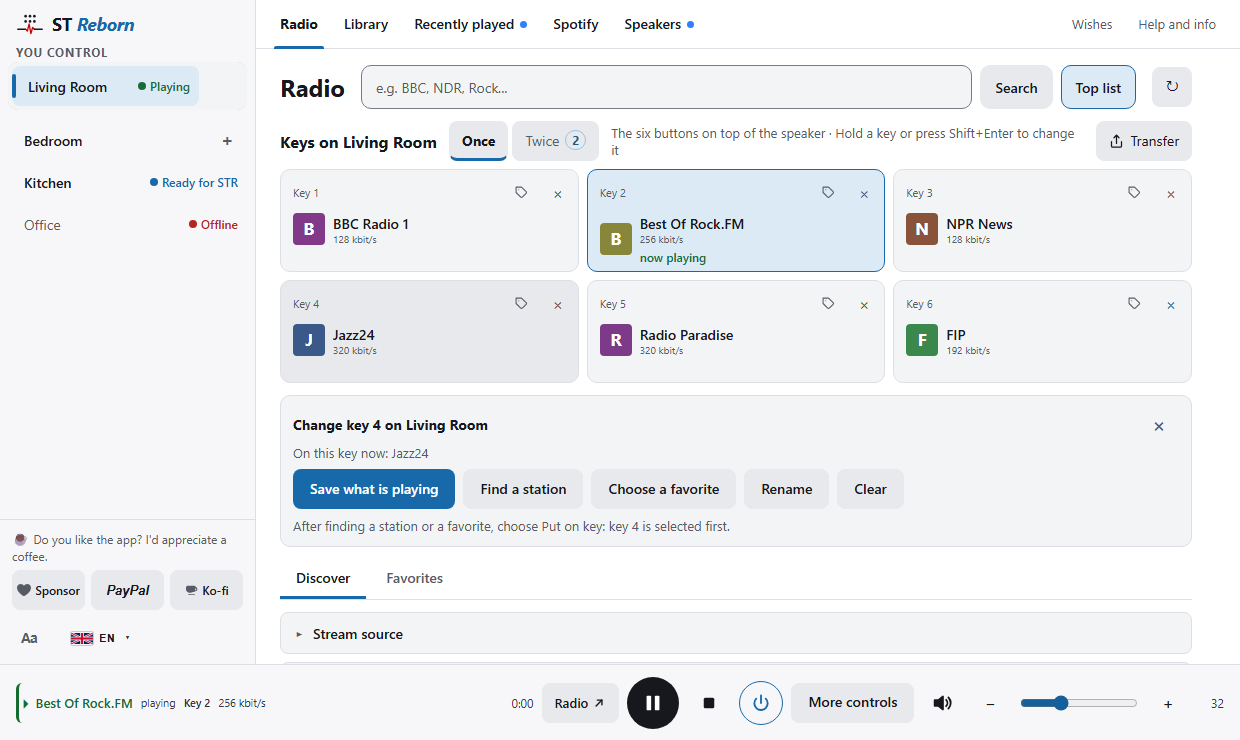 ST Reborn
YOU CONTROL
Living Room
Playing
Bedroom
+
Kitchen
Ready for STR
Office
Offline
Do you like the app? I'd appreciate a
coffee.
Sponsor
PayPal
Ko-fi
Aa
EN
Radio
Library
Recently played
Spotify
Speakers
Wishes
Help and info
Radio
e.g. BBC, NDR, Rock...
Search
Top list
Keys on Living Room
Once
Twice 2
The six buttons on top of the speaker · Hold a key or press Shift+Enter to change
it
Transfer
Key 1
B
BBC Radio 1
128 kbit/s
Key 2
B
Best Of Rock.FM
256 kbit/s
now playing
Key 3
N
NPR News
128 kbit/s
Key 4
J
Jazz24
320 kbit/s
Key 5
R
Radio Paradise
320 kbit/s
Key 6
F
FIP
192 kbit/s
Change key 4 on Living Room
On this key now: Jazz24
Save what is playing
Find a station
Choose a favorite
Rename
Clear
After finding a station or a favorite, choose Put on key: key 4 is selected first.
Discover
Favorites
Stream source
Best Of Rock.FM playing Key 2 256 kbit/s
0:00
Radio ↗
More controls
−
+
32